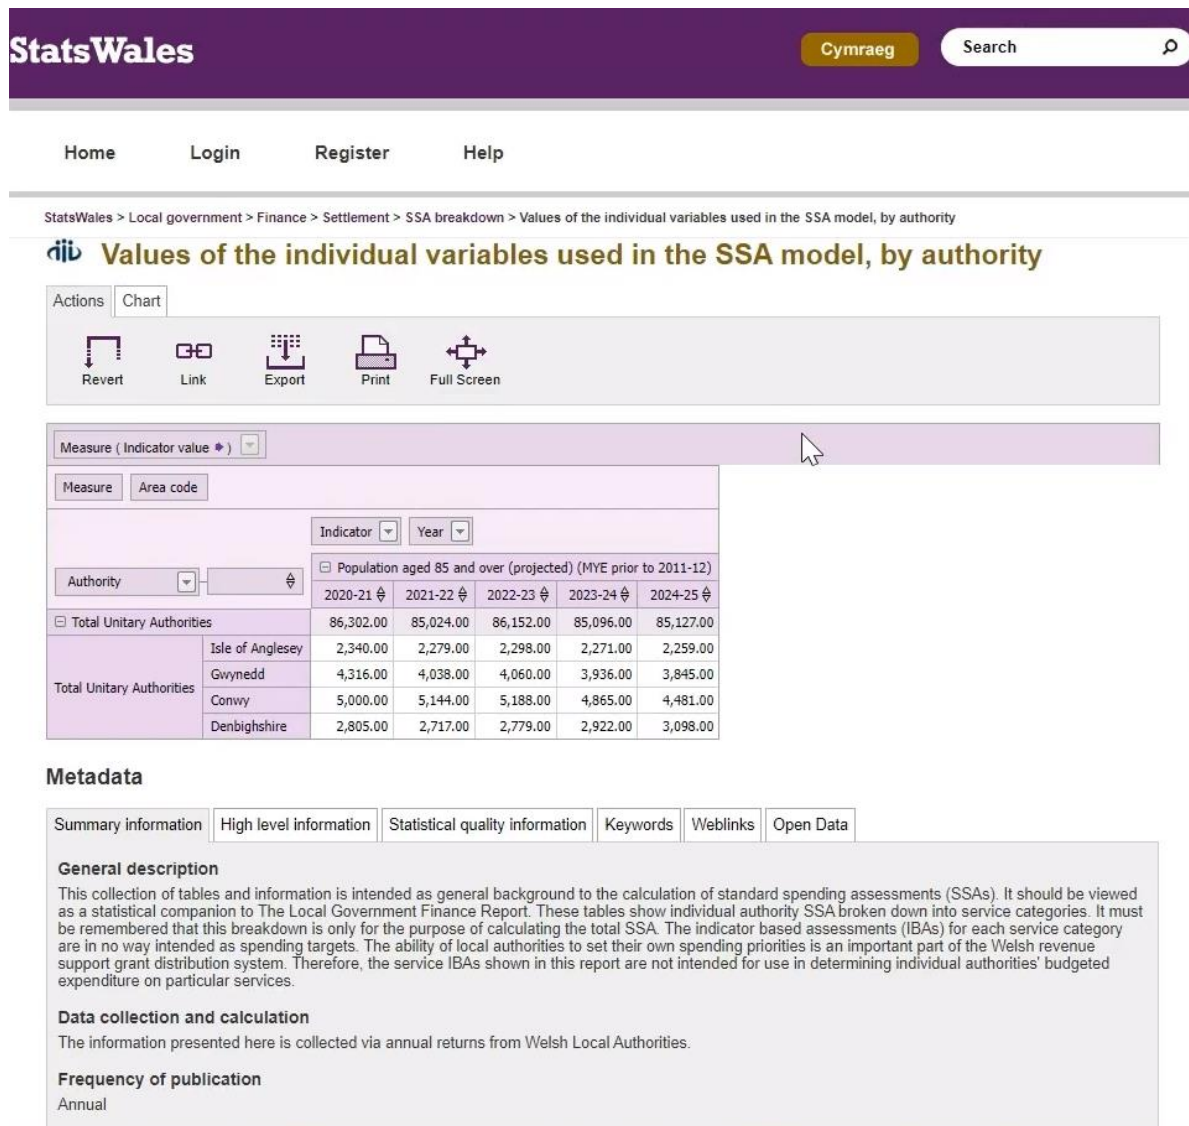 StatsWales
Cymraeg
Search
Home Login Register Help
StatsWales > Local government > Finance > Settlement > SSA breakdown > Values of the individual variables used in the SSA model, by authority
Values of the individual variables used in the SSA model, by authority
Actions Chart
Revert Link Export Print Full Screen
Measure ( Indicator value )
Measure Area code
Indicator Year
Population aged 85 and over (projected) (MYE prior to 2011-12)
Authority
2020-21 2021-22 2022-23 2023-24 2024-25
Total Unitary Authorities 86,302.00 85,024.00 86,152.00 85,096.00 85,127.00
Total Unitary Authorities
Isle of Anglesey 2,340.00 2,279.00 2,298.00 2,271.00 2,259.00
Gwynedd 4,316.00 4,038.00 4,060.00 3,936.00 3,845.00
Conwy 5,000.00 5,144.00 5,188.00 4,865.00 4,481.00
Denbighshire 2,805.00 2,717.00 2,779.00 2,922.00 3,098.00
Metadata
Summary information High level information Statistical quality information Keywords Weblinks Open Data
General description
This collection of tables and information is intended as general background to the calculation of standard spending assessments (SSAs). It should be viewed
as a statistical companion to The Local Government Finance Report. These tables show individual authority SSA broken down into service categories. It must
be remembered that this breakdown is only for the purpose of calculating the total SSA. The indicator based assessments (IBAs) for each service category
are in no way intended as spending targets. The ability of local authorities to set their own spending priorities is an important part of the Welsh revenue
support grant distribution system. Therefore, the service IBAs shown in this report are not intended for use in determining individual authorities' budgeted
expenditure on particular services.
Data collection and calculation
The information presented here is collected via annual returns from Welsh Local Authorities.
Frequency of publication
Annual